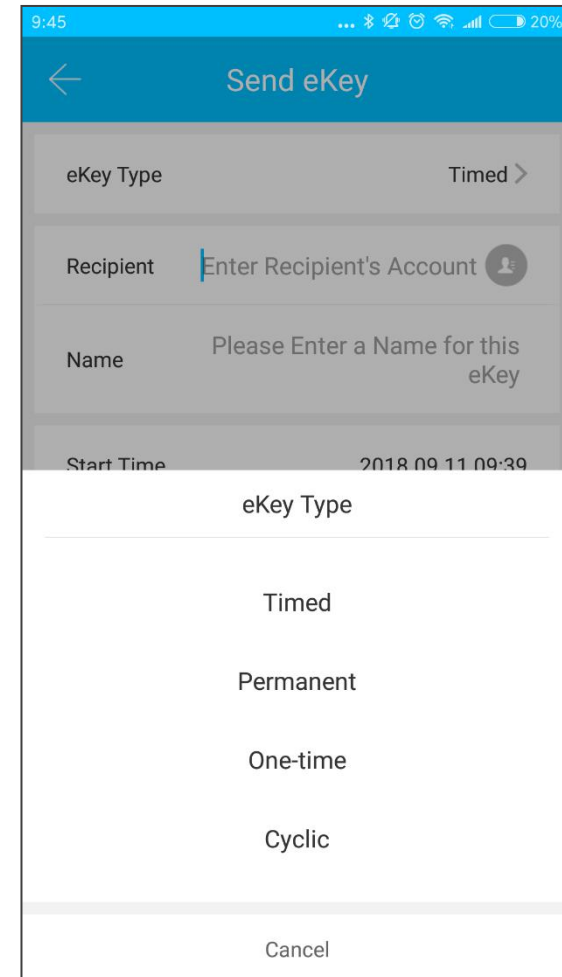 9:45 ... 20%
Send eKey
eKey Type Timed >
Recipient Enter Recipient's Account
Name Please Enter a Name for this
eKey
Start Time 2018.09.11 09:39
eKey Type
Timed
Permanent
One-time
Cyclic
Cancel